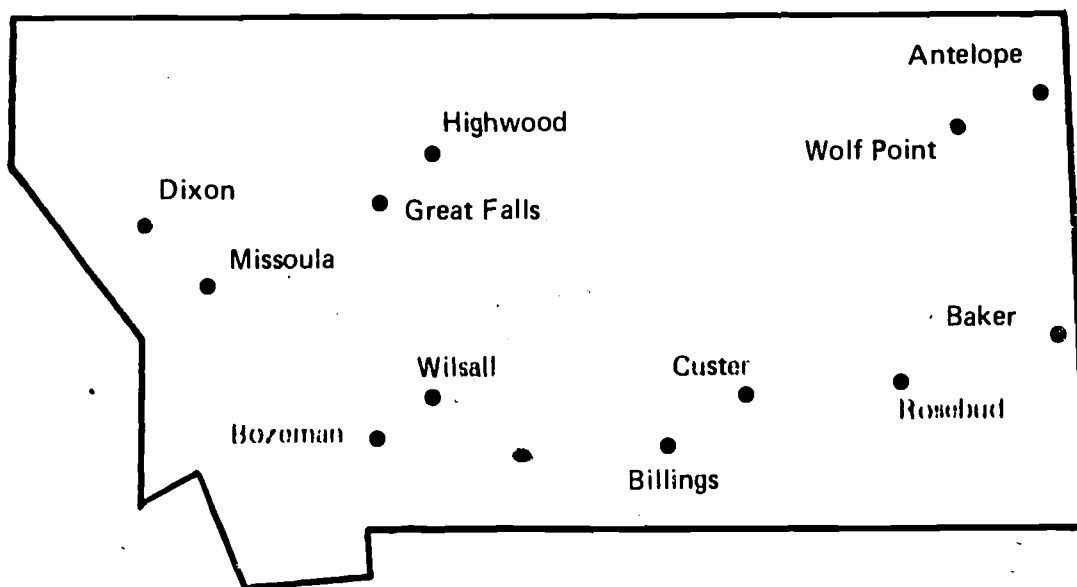 Antelope
Highwood
Wolf Point
Dixon
Great Falls
Missoula
Baker
Wilsall
Custer
Rosebud
Bozeman
Billings